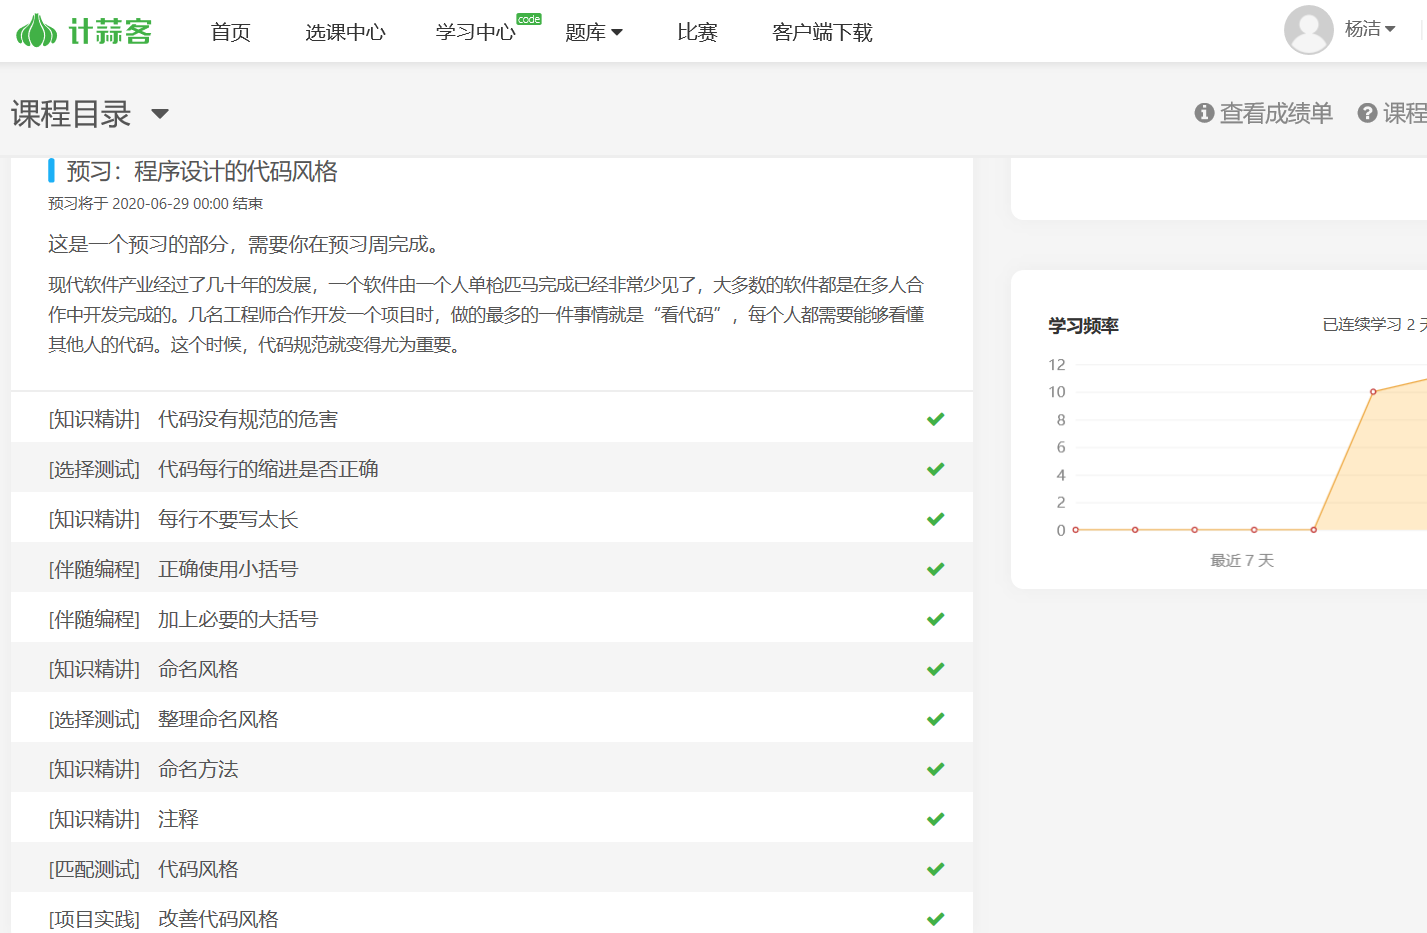 计蒜客
首页
选课中心
学习中心
code
题库
比赛
客户端下载
杨洁
课程目录
查看成绩单
课程
预习：程序设计的代码风格
预习将于 2020-06-29 00:00 结束
这是一个预习的部分，需要你在预习周完成。
现代软件产业经过了几十年的发展，一个软件由一个人单枪匹马完成已经非常少见了，大多数的软件都是在多人合
作中开发完成的。几名工程师合作开发一个项目时，做的最多的一件事情就是“看代码”，每个人都需要能够看懂
其他人的代码。这个时候，代码规范就变得尤为重要。
[知识精讲] 代码没有规范的危害
[选择测试] 代码每行的缩进是否正确
[知识精讲] 每行不要写太长
[伴随编程] 正确使用小括号
[伴随编程] 加上必要的大括号
[知识精讲] 命名风格
[选择测试] 整理命名风格
[知识精讲] 命名方法
[知识精讲] 注释
[匹配测试] 代码风格
[项目实践] 改善代码风格
学习频率
已连续学习 2 天
12
10
8
6
4
2
0
最近 7 天